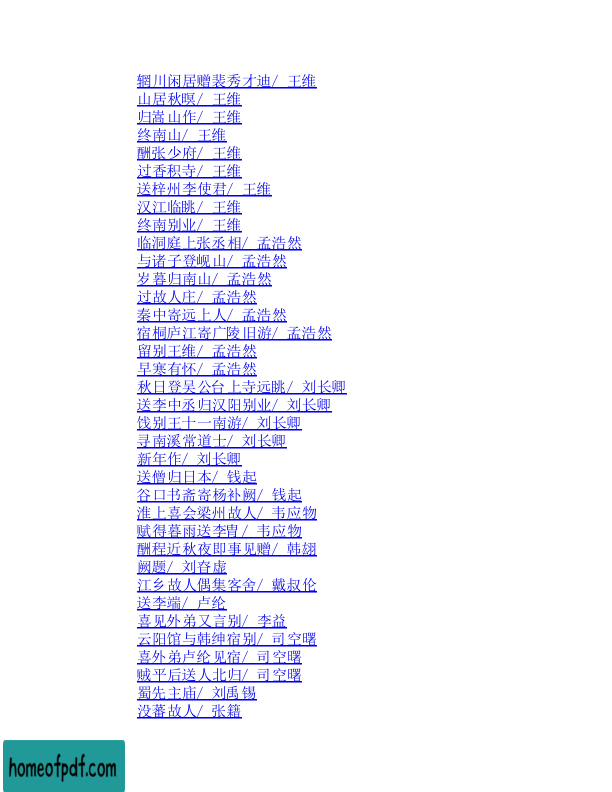 辋川闲居赠裴秀才迪/ 王维
山居秋暝/ 王维
归嵩山作/ 王维
终南山/ 王维
酬张少府/ 王维
过香积寺/ 王维
送梓州李使君/ 王维
汉江临眺/ 王维
终南别业/ 王维
临洞庭上张丞相/ 孟浩然
与诸子登岘山/ 孟浩然
岁暮归南山/ 孟浩然
过故人庄/ 孟浩然
秦中寄远上人/ 孟浩然
宿桐庐江寄广陵旧游/ 孟浩然
留别王维/ 孟浩然
早寒有怀/ 孟浩然
秋日登吴公台上寺远眺/ 刘长卿
送李中丞归汉阳别业/ 刘长卿
饯别王十一南游/ 刘长卿
寻南溪常道士/ 刘长卿
新年作/ 刘长卿
送僧归日本/ 钱起
谷口书斋寄杨补阙/ 钱起
淮上喜会梁州故人/ 韦应物
赋得暮雨送李胄/ 韦应物
酬程近秋夜即事见赠/ 韩翃
阙题/ 刘昚虚
江乡故人偶集客舍/ 戴叔伦
送李端/ 卢纶
喜见外弟又言别/ 李益
云阳馆与韩绅宿别/ 司空曙
喜外弟卢纶见宿/ 司空曙
贼平后送人北归/ 司空曙
蜀先主庙/ 刘禹锡
没蕃故人/ 张籍
homeofpdf.com